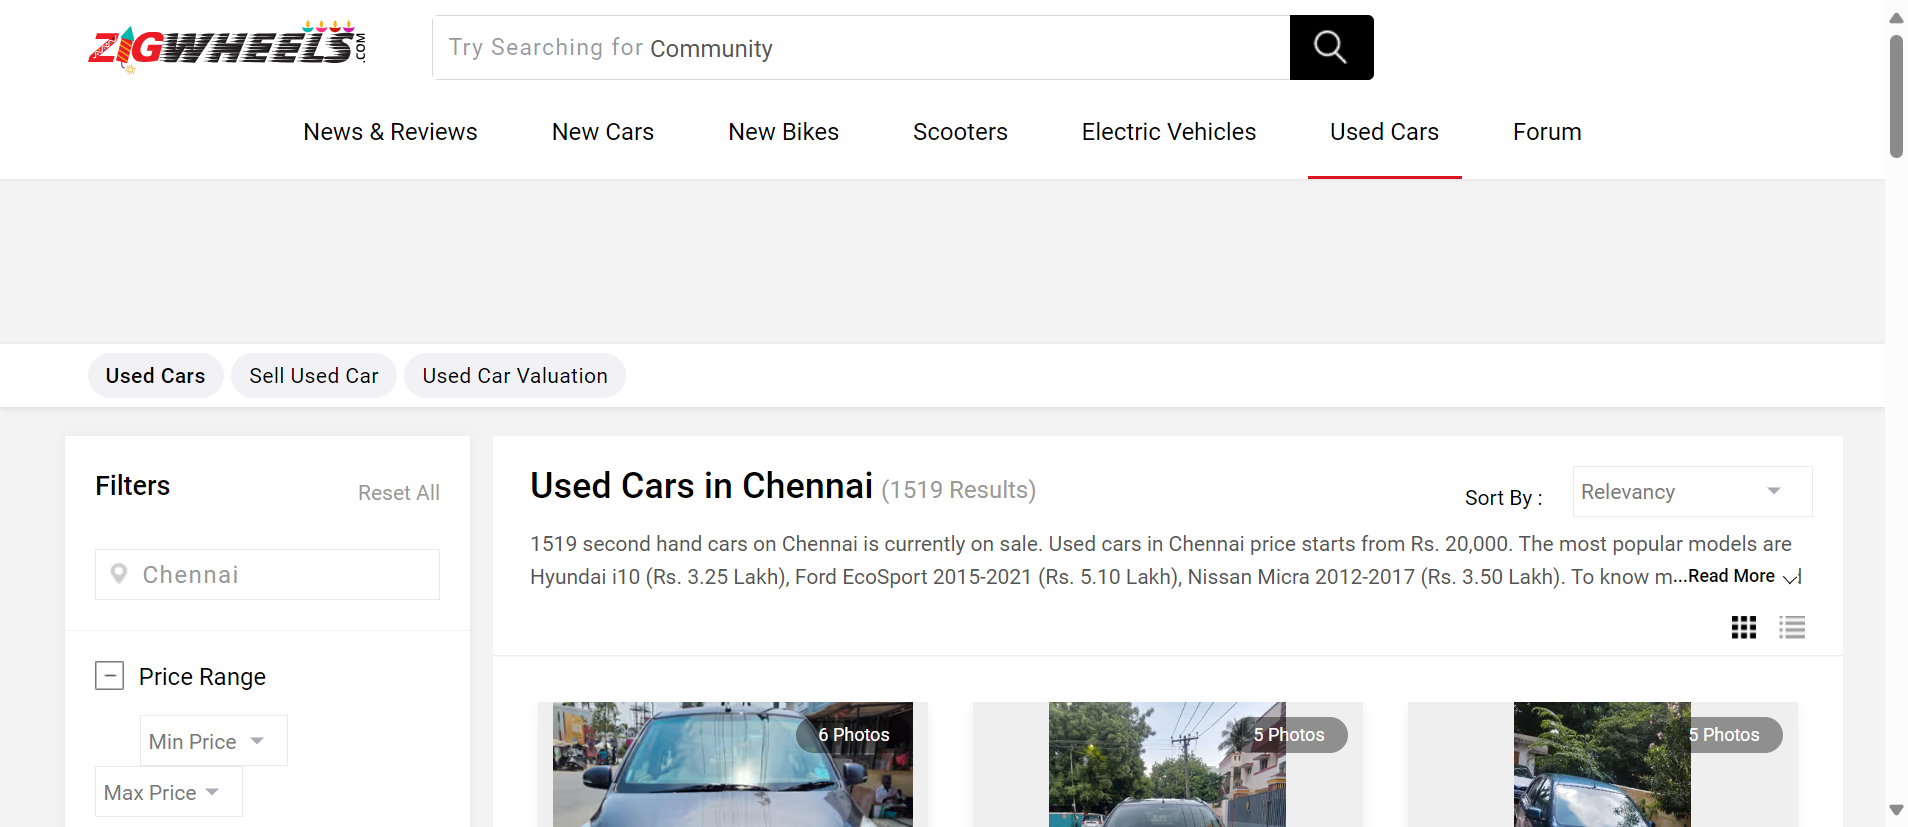 ZIGWHEELS.COM
Try Searching for Community
News & Reviews New Cars New Bikes Scooters Electric Vehicles Used Cars Forum
Used Cars Sell Used Car Used Car Valuation
Filters
Reset All
Chennai
Price Range
Min Price
Max Price
Used Cars in Chennai (1519 Results)
Sort By : Relevancy
1519 second hand cars on Chennai is currently on sale. Used cars in Chennai price starts from Rs. 20,000. The most popular models are
Hyundai i10 (Rs. 3.25 Lakh), Ford EcoSport 2015-2021 (Rs. 5.10 Lakh), Nissan Micra 2012-2017 (Rs. 3.50 Lakh). To know m...Read More
6 Photos
5 Photos
5 Photos